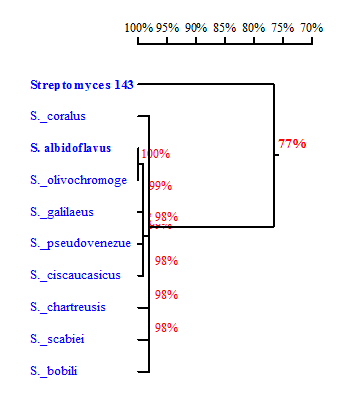 100% 95% 90% 85% 80% 75% 70%
Streptomyces 143
S._coralus
77%
S. albidoflavus
100%
S._olivochromoge
99%
S._galilaeus
98%
S._pseudovenezue
98%
S._ciscaucasicus
98%
S._chartreusis
98%
S._scabiei
S._bobili